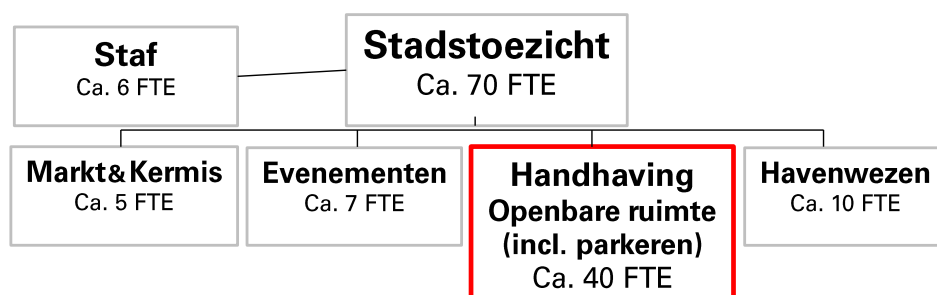 Staf
Ca. 6 FTE
Stadstoezicht
Ca. 70 FTE
Markt&Kermis
Ca. 5 FTE
Evenementen
Ca. 7 FTE
Handhaving
Openbare ruimte
(incl. parkeren)
Ca. 40 FTE
Havenwezen
Ca. 10 FTE